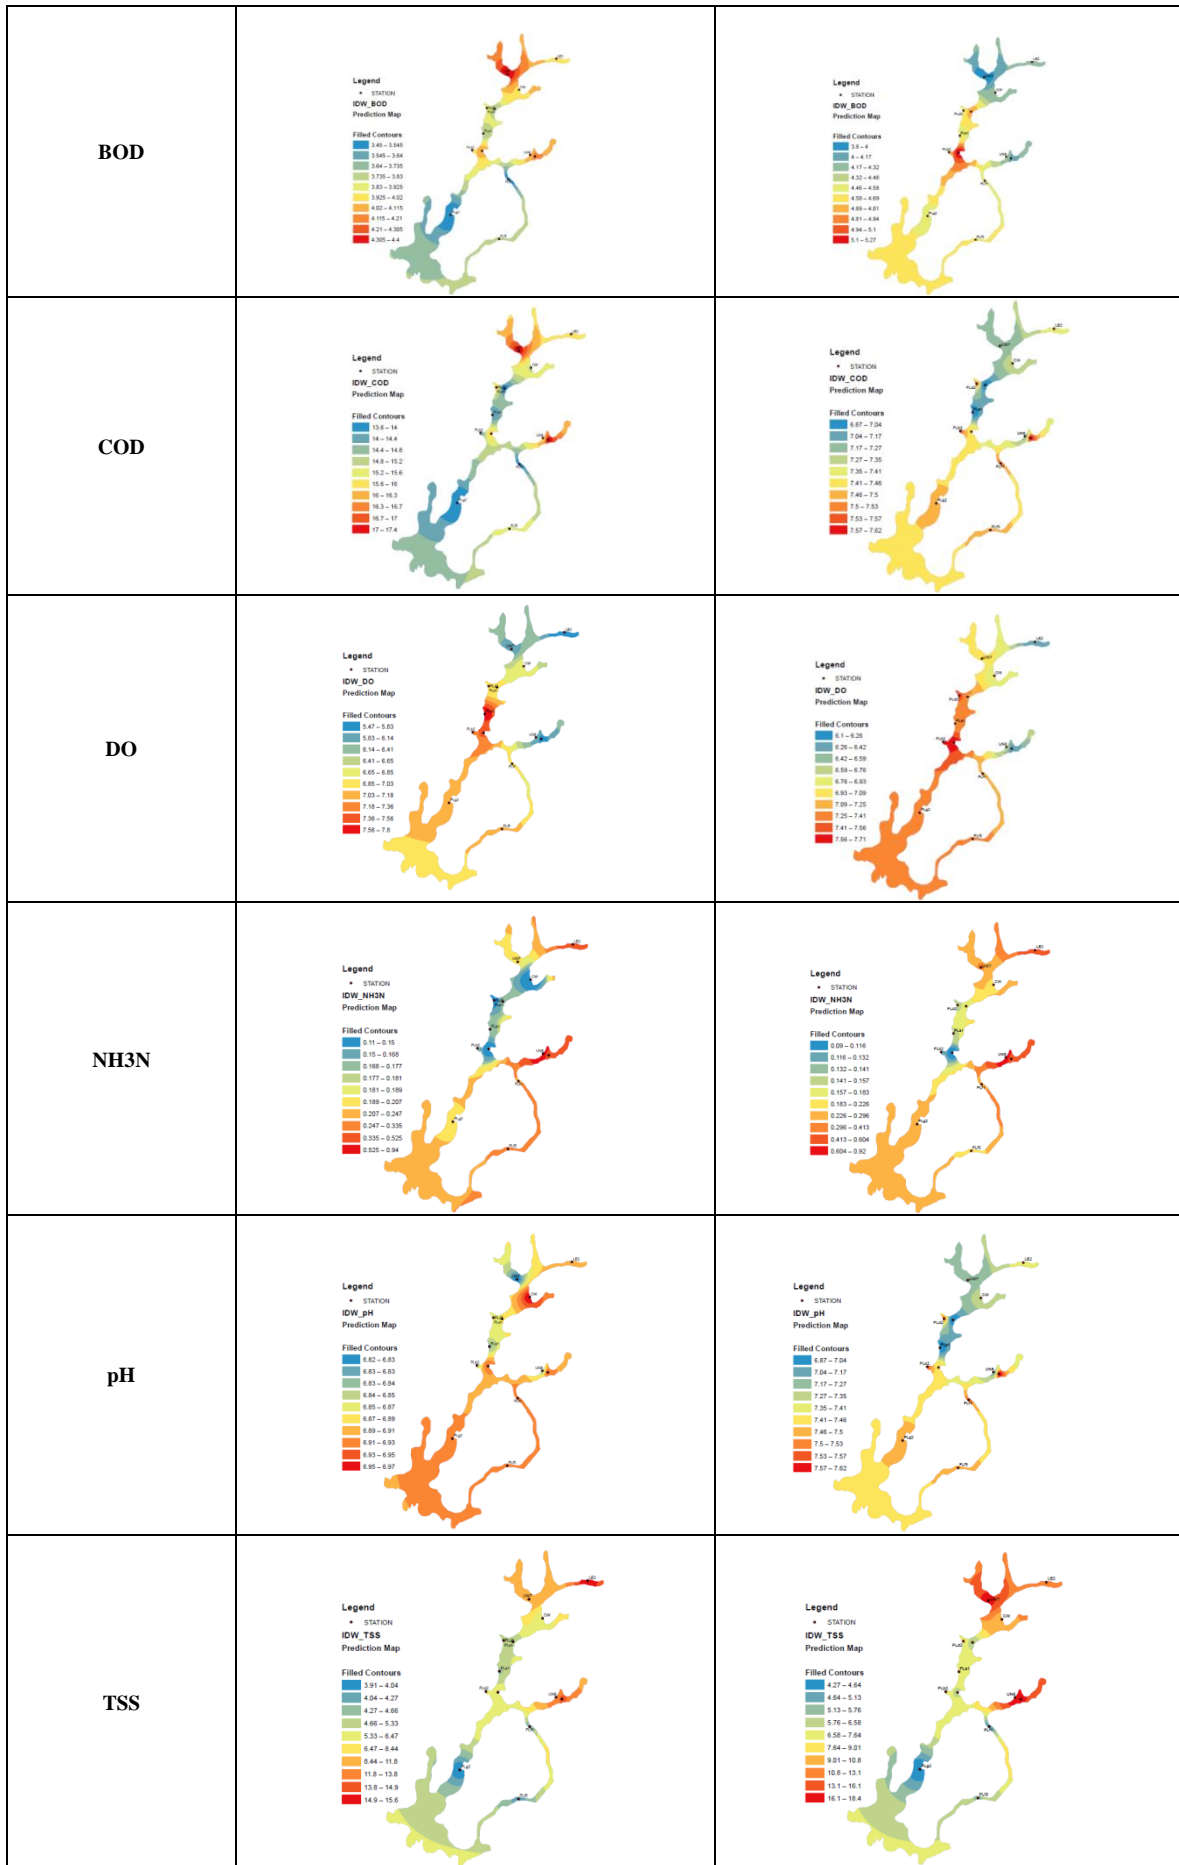 BOD
Legend
STATION
IDW_BOD
Prediction Map
Filled Contours
3.45 – 3.545
3.545 – 3.64
3.64 – 3.735
3.735 – 3.83
3.83 – 3.925
3.925 – 4.02
4.02 – 4.115
4.115 – 4.21
4.21 – 4.305
4.305 – 4.4
Legend
STATION
IDW_BOD
Prediction Map
Filled Contours
3.8 – 4
4 – 4.17
4.17 – 4.32
4.32 – 4.46
4.46 – 4.58
4.58 – 4.69
4.69 – 4.81
4.81 – 4.94
4.94 – 5.1
5.1 – 5.27
COD
Legend
STATION
IDW_COD
Prediction Map
Filled Contours
13.6 – 14
14 – 14.4
14.4 – 14.8
14.8 – 15.2
15.2 – 15.6
15.6 – 16
16 – 16.3
16.3 – 16.7
16.7 – 17
17 – 17.4
Legend
STATION
IDW_COD
Prediction Map
Filled Contours
6.87 – 7.04
7.04 – 7.17
7.17 – 7.27
7.27 – 7.35
7.35 – 7.41
7.41 – 7.46
7.46 – 7.5
7.5 – 7.53
7.53 – 7.57
7.57 – 7.62
DO
Legend
STATION
IDW_DO
Prediction Map
Filled Contours
5.47 – 5.83
5.83 – 6.14
6.14 – 6.41
6.41 – 6.65
6.65 – 6.85
6.85 – 7.03
7.03 – 7.18
7.18 – 7.36
7.36 – 7.56
7.56 – 7.8
Legend
STATION
IDW_DO
Prediction Map
Filled Contours
6.1 – 6.26
6.26 – 6.42
6.42 – 6.59
6.59 – 6.76
6.76 – 6.93
6.93 – 7.09
7.09 – 7.25
7.25 – 7.41
7.41 – 7.56
7.56 – 7.71
NH3N
Legend
STATION
IDW_NH3N
Prediction Map
Filled Contours
0.11 – 0.15
0.15 – 0.168
0.168 – 0.177
0.177 – 0.181
0.181 – 0.189
0.189 – 0.207
0.207 – 0.247
0.247 – 0.335
0.335 – 0.525
0.525 – 0.94
Legend
STATION
IDW_NH3N
Prediction Map
Filled Contours
0.09 – 0.116
0.116 – 0.132
0.132 – 0.141
0.141 – 0.157
0.157 – 0.183
0.183 – 0.226
0.226 – 0.296
0.296 – 0.413
0.413 – 0.604
0.604 – 0.92
pH
Legend
STATION
IDW_pH
Prediction Map
Filled Contours
6.82 – 6.83
6.83 – 6.83
6.83 – 6.84
6.84 – 6.85
6.85 – 6.87
6.87 – 6.89
6.89 – 6.91
6.91 – 6.93
6.93 – 6.95
6.95 – 6.97
Legend
STATION
IDW_pH
Prediction Map
Filled Contours
6.87 – 7.04
7.04 – 7.17
7.17 – 7.27
7.27 – 7.35
7.35 – 7.41
7.41 – 7.46
7.46 – 7.5
7.5 – 7.53
7.53 – 7.57
7.57 – 7.62
TSS
Legend
STATION
IDW_TSS
Prediction Map
Filled Contours
3.91 – 4.04
4.04 – 4.27
4.27 – 4.66
4.66 – 5.33
5.33 – 6.47
6.47 – 8.44
8.44 – 11.8
11.8 – 13.8
13.8 – 14.9
14.9 – 15.6
Legend
STATION
IDW_TSS
Prediction Map
Filled Contours
4.27 – 4.64
4.64 – 5.13
5.13 – 5.76
5.76 – 6.58
6.58 – 7.64
7.64 – 9.01
9.01 – 10.8
10.8 – 13.1
13.1 – 16.1
16.1 – 18.4